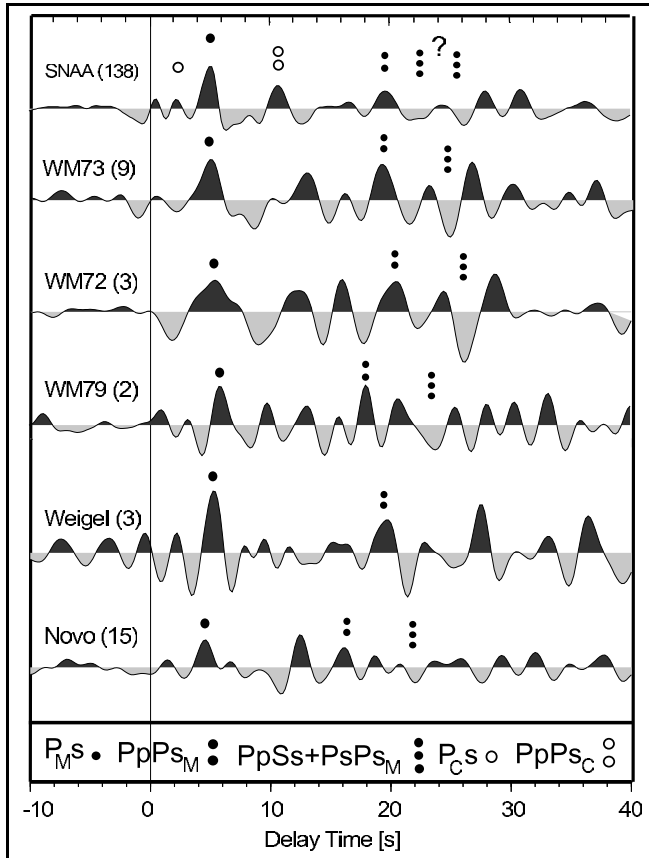 ?
SNAA (138)
WM73 (9)
WM72 (3)
WM79 (2)
Weigel (3)
Novo (15)
PMs PpPsM PpSs+PsPsM PCs PpPsC
-10 0 10 20 30 40
Delay Time [s]